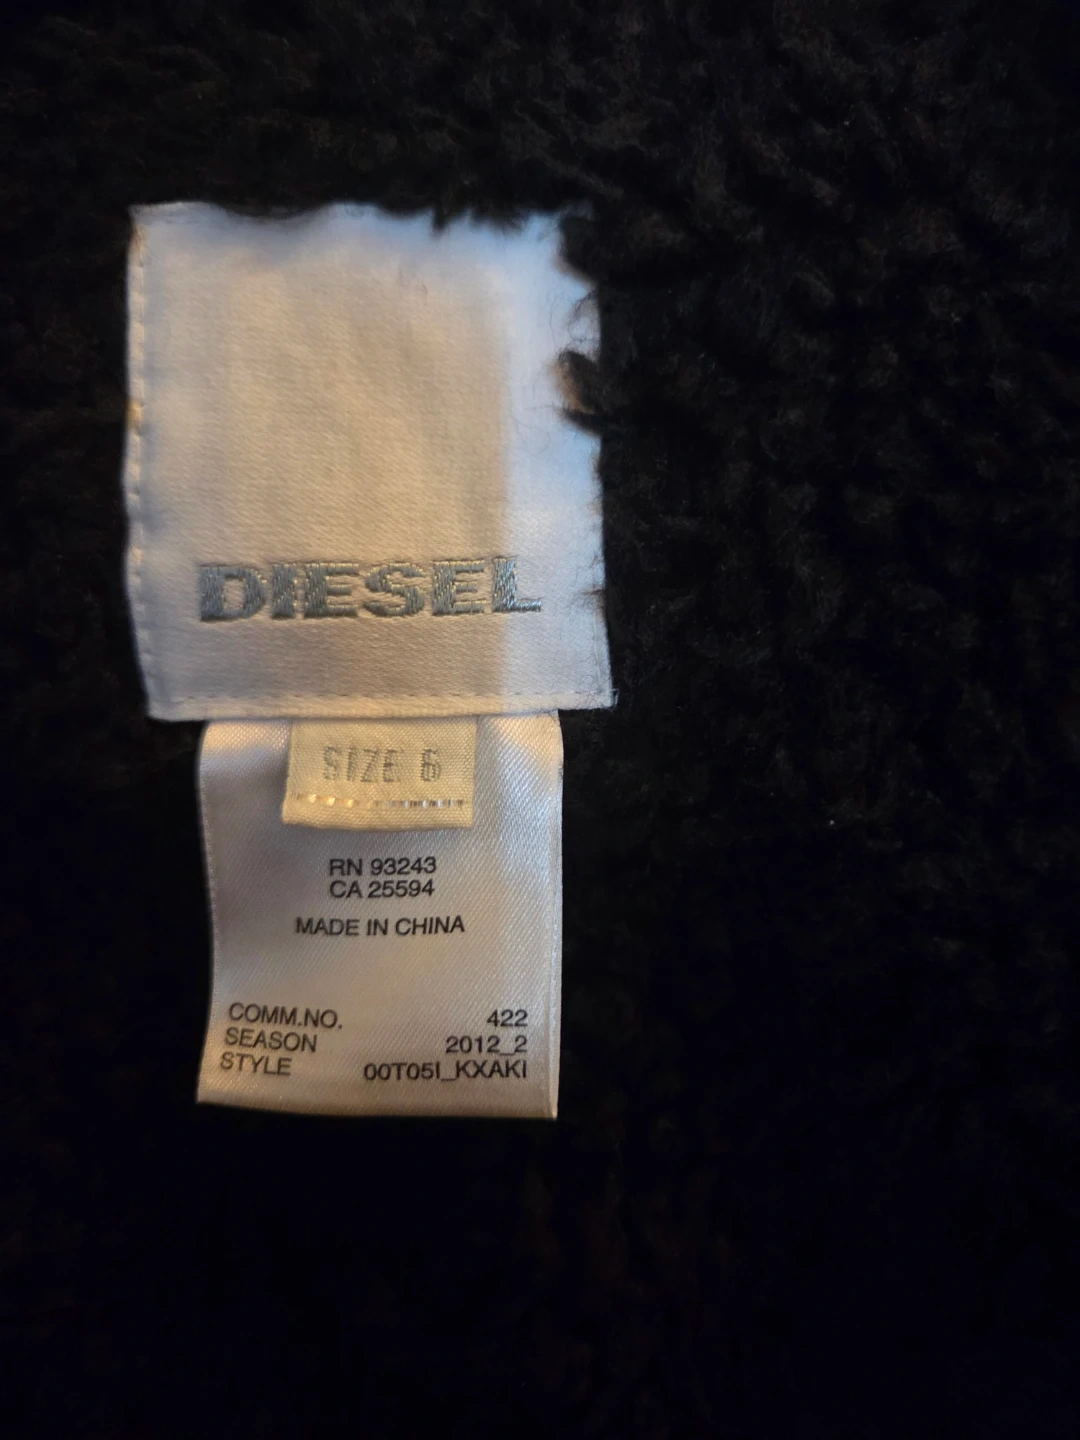 DIESEL
SIZE 6
RN 93243
CA 25594
MADE IN CHINA
COMM.NO. 422
SEASON 2012_2
STYLE 00T05I_KXAKI